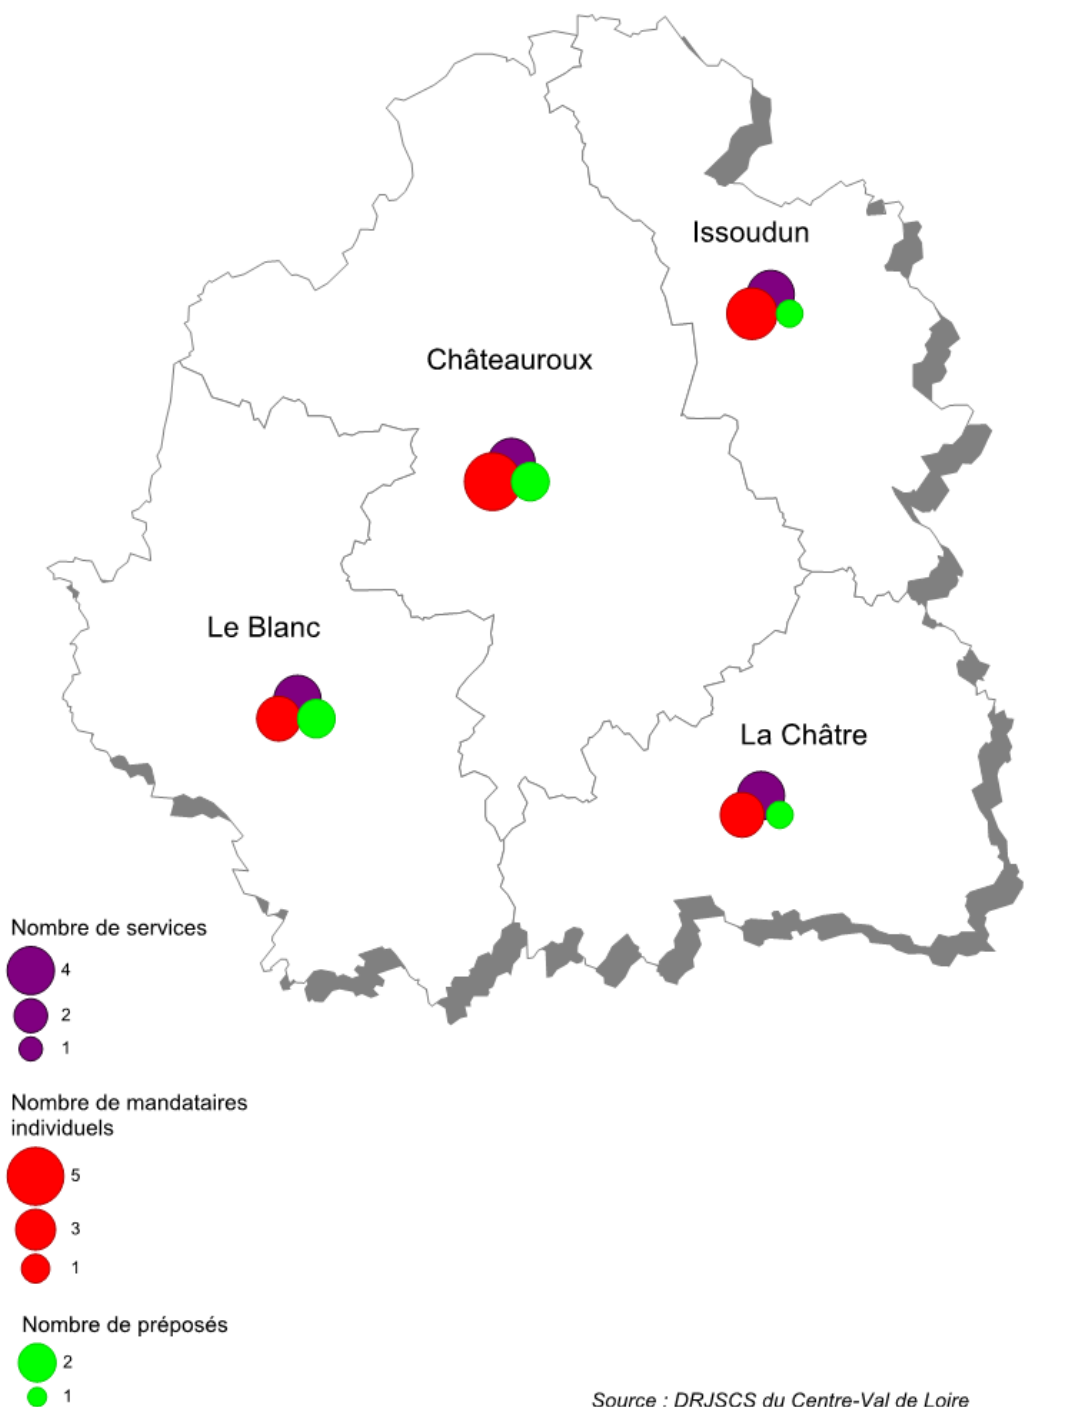 Issoudun
Châteauroux
Le Blanc
La Châtre
Nombre de services
4
2
1
Nombre de mandataires
individuels
5
3
1
Nombre de préposés
2
1
Source : DRJSCS du Centre-Val de Loire